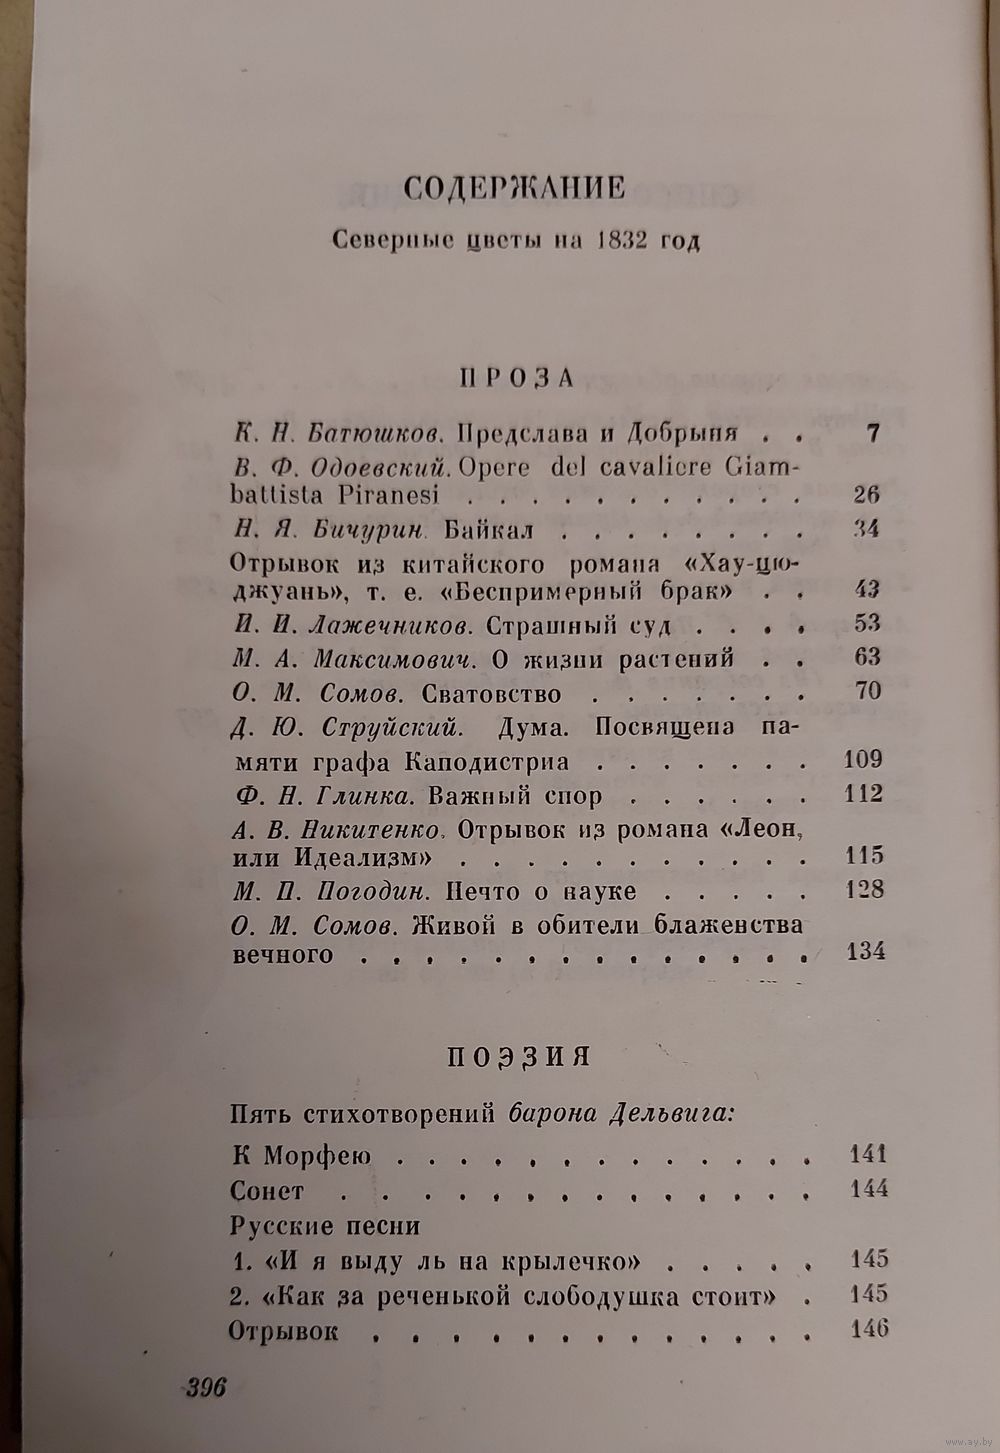 СОДЕРЖАНИЕ
Северные цветы на 1832 год
ПРОЗА
К. Н. Батюшков. Предслава и Добрыня . . 7
В. Ф. Одоевский. Opere del cavaliere Giam-
battista Piranesi . . . . . . . . . . . 26
Н. Я. Бичурин. Байкал . . . . . . . . 34
Отрывок из китайского романа «Хау-цю-
джуань», т. е. «Беспримерный брак» . . 43
И. И. Лажечников. Страшный суд . . . . 53
М. А. Максимович. О жизни растений . . 63
О. М. Сомов. Сватовство . . . . . . . 70
Д. Ю. Струйский. Дума. Посвящена па-
мяти графа Каподистриа . . . . . . . 109
Ф. Н. Глинка. Важный спор . . . . . . 112
А. В. Никитенко. Отрывок из романа «Леон,
или Идеализм» . . . . . . . . . . . 115
М. П. Погодин. Нечто о науке . . . . . 128
О. М. Сомов. Живой в обители блаженства
вечного . . . . . . . . . . . . . . 134
ПОЭЗИЯ
Пять стихотворений барона Дельвига:
К Морфею . . . . . . . . . . . . . 141
Сонет . . . . . . . . . . . . . . 144
Русские песни
1. «И я выду ль на крылечко» . . . . . 145
2. «Как за реченькой слободушка стоит» . 145
Отрывок . . . . . . . . . . . . . 146
396
www.ay.by